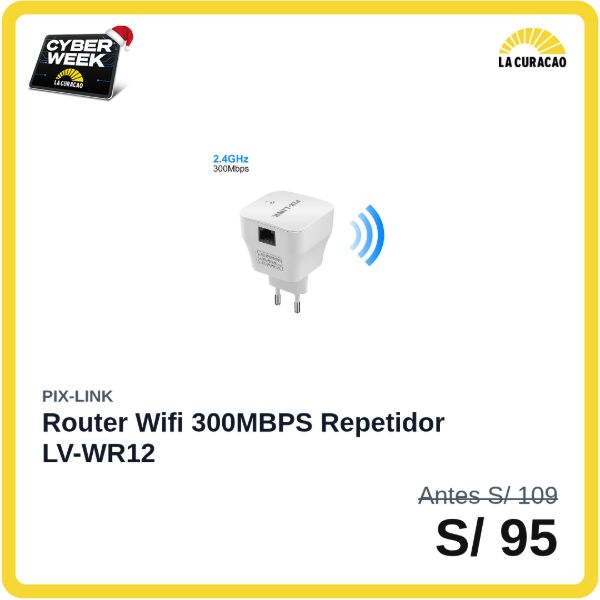 CYBER
WEEK
LA CURACAO
LA CURACAO
2.4GHz
300Mbps
PIX-LINK
PIX-LINK
Router Wifi 300MBPS Repetidor
LV-WR12
Antes S/ 109
S/ 95